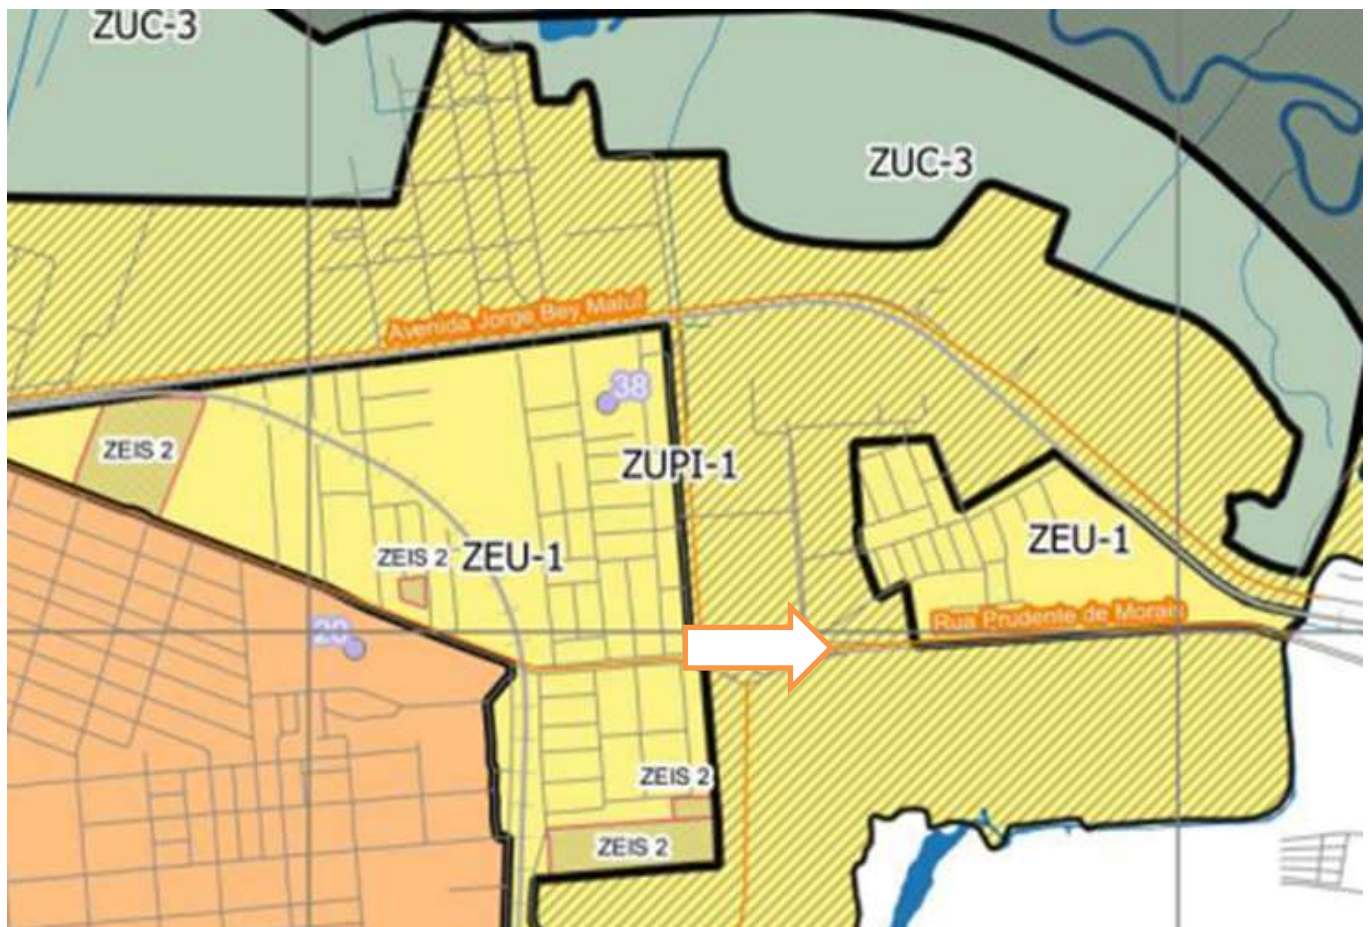 ZUC-3
ZUC-3
Avenida Jorge Bey Maluf
38
ZEIS 2
ZUPI-1
ZEIS 2
ZEU-1
ZEU-1
Rua Prudente de Morais
ZEIS 2
ZEIS 2